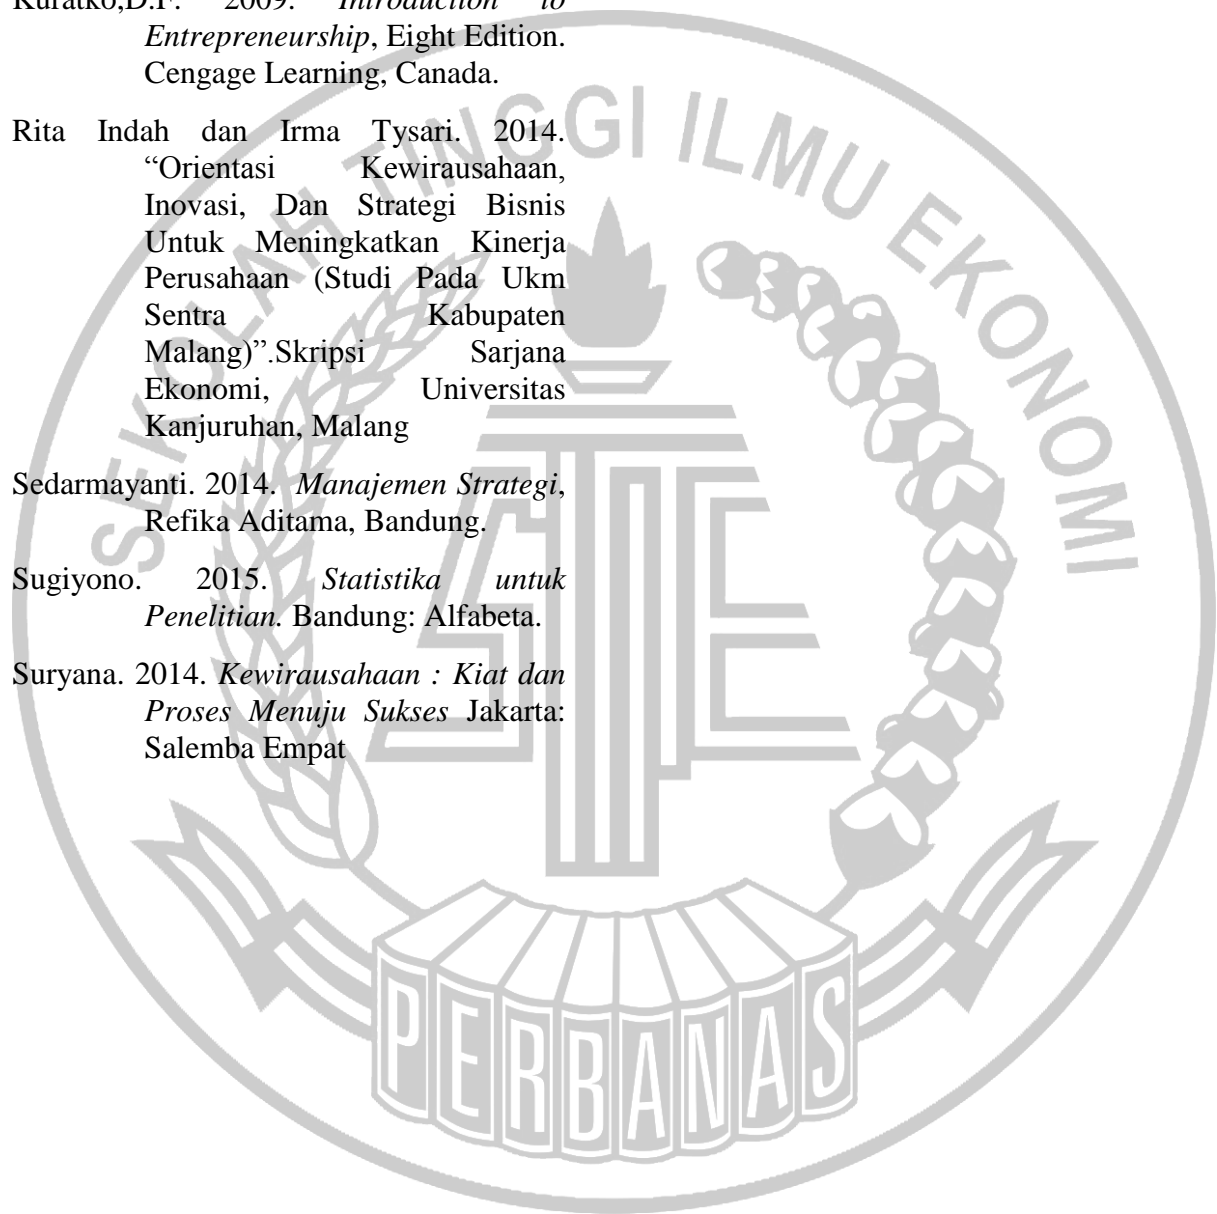 Kuratko,D.F. 2009. Introduction to
Entrepreneurship, Eight Edition.
Cengage Learning, Canada.
Rita Indah dan Irma Tysari. 2014.
“Orientasi Kewirausahaan,
Inovasi, Dan Strategi Bisnis
Untuk Meningkatkan Kinerja
Perusahaan (Studi Pada Ukm
Sentra Kabupaten
Malang)”.Skripsi Sarjana
Ekonomi, Universitas
Kanjuruhan, Malang
Sedarmayanti. 2014. Manajemen Strategi,
Refika Aditama, Bandung.
Sugiyono. 2015. Statistika untuk
Penelitian. Bandung: Alfabeta.
Suryana. 2014. Kewirausahaan : Kiat dan
Proses Menuju Sukses Jakarta:
Salemba Empat
SEKOLAH TINGGI ILMU EKONOMI
PERBANAS